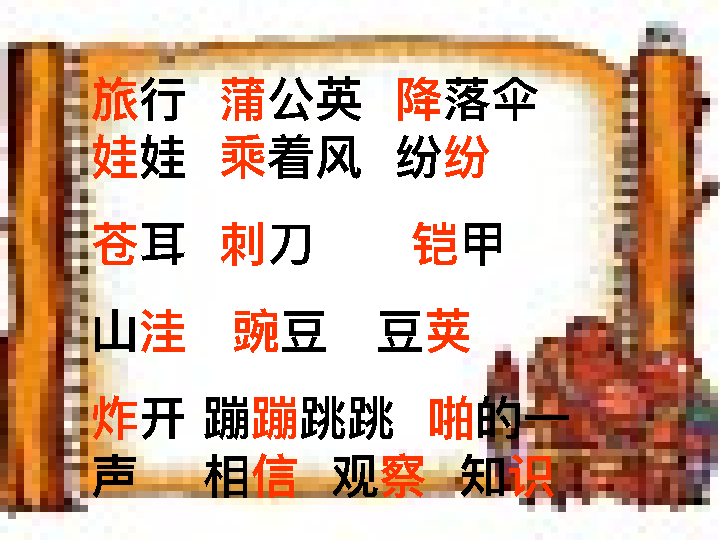 旅行 蒲公英 降落伞
娃娃 乘着风 纷纷
苍耳 刺刀 铠甲
山洼 豌豆 豆荚
炸开 蹦蹦跳跳 啪的一
声 相信 观察 知识